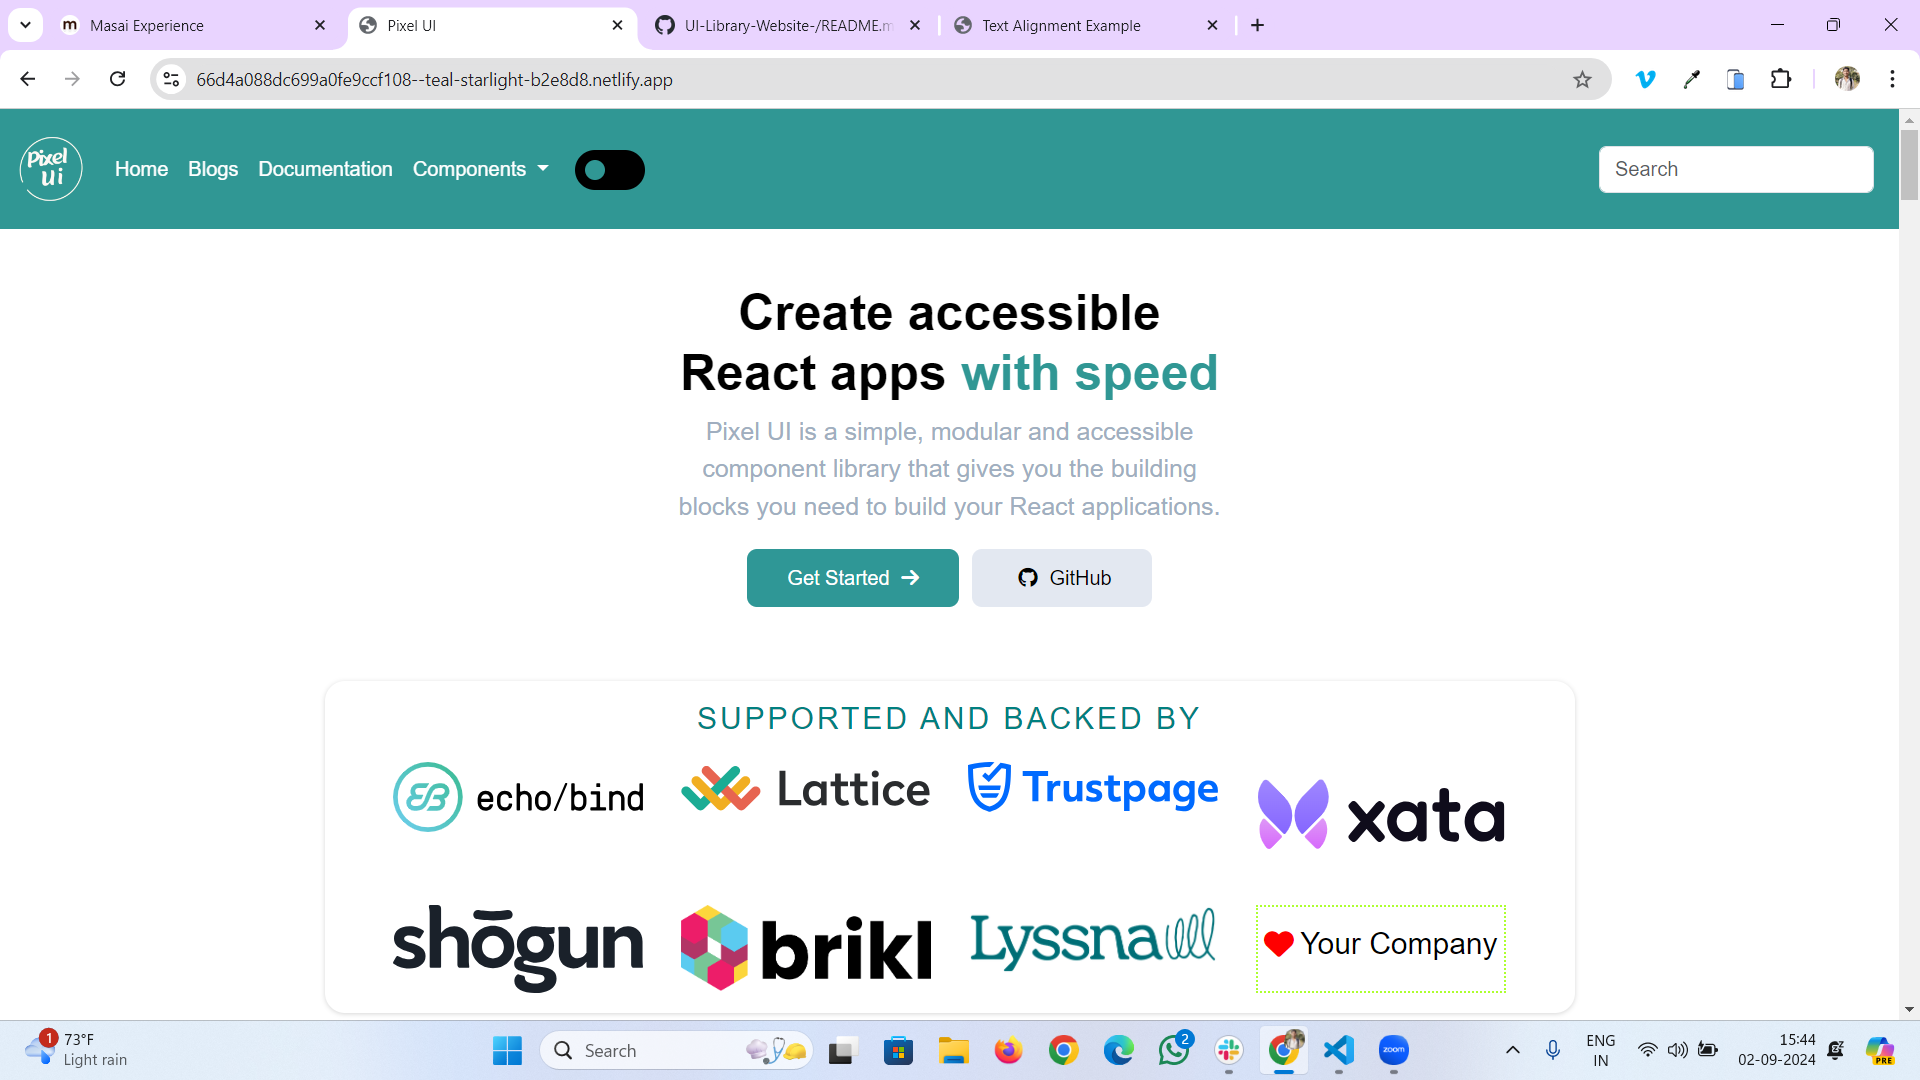 m Masai Experience
Pixel UI
UI-Library-Website-/README.m
Text Alignment Example
66d4a088dc699a0fe9ccf108--teal-starlight-b2e8d8.netlify.app
Pixel
Ui
Home Blogs Documentation Components
Search
Create accessible
React apps with speed
Pixel UI is a simple, modular and accessible
component library that gives you the building
blocks you need to build your React applications.
Get Started
GitHub
SUPPORTED AND BACKED BY
echo/bind
Lattice
Trustpage
xata
shōgun
brikl
Lyssna
Your Company
1
73°F
Light rain
Search
2
zoom
ENG
IN
15:44
02-09-2024
PRE